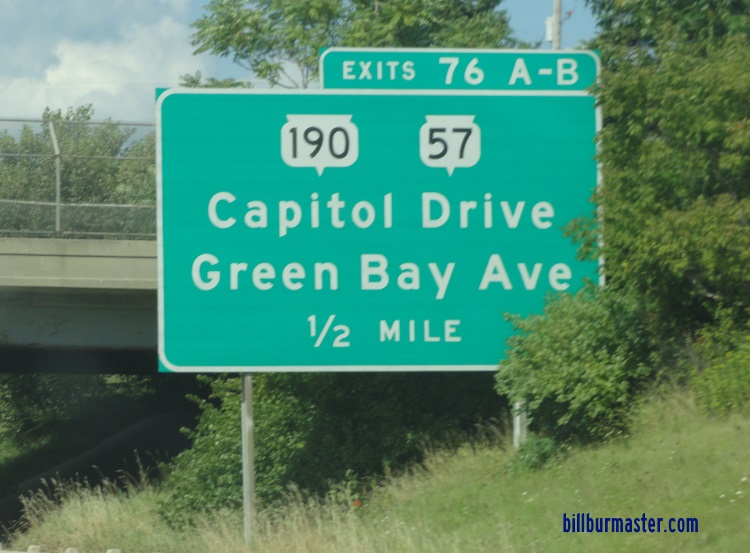 EXITS 76 A-B
190 57
Capitol Drive
Green Bay Ave
1/2 MILE
billburmaster.com